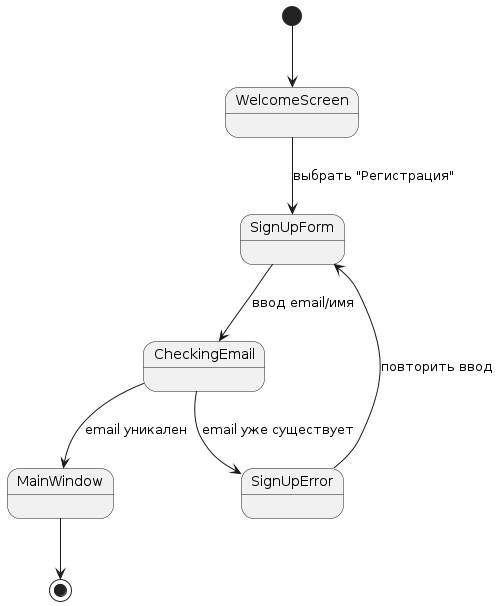 WelcomeScreen
выбрать "Регистрация"
SignUpForm
ввод email/имя
CheckingEmail
повторить ввод
email уникален
email уже существует
MainWindow
SignUpError